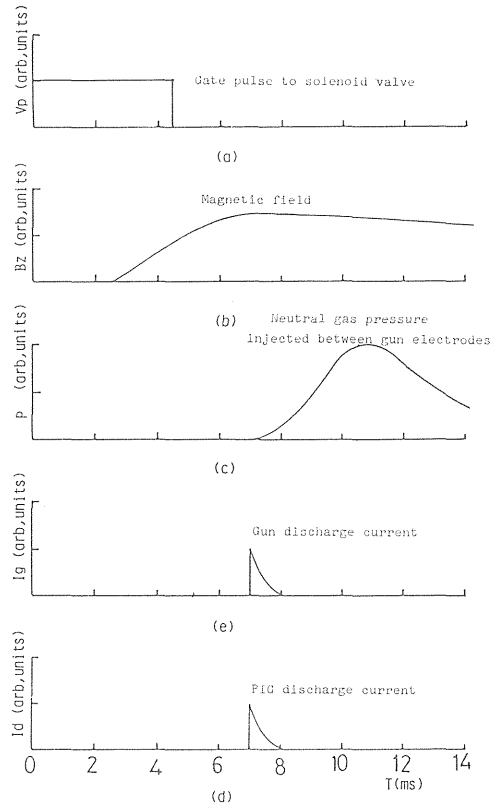 Vp (arb,units)
Gate pulse to solenoid valve
(a)
Bz (arb,units)
Magnetic field
(b)
Neutral gas pressure
injected between gun electrodes
P (arb,units)
(c)
Ig (arb,units)
Gun discharge current
(e)
Id (arb,units)
PIG discharge current
0 2 4 6 8 10 12 14
T(ms)
(d)